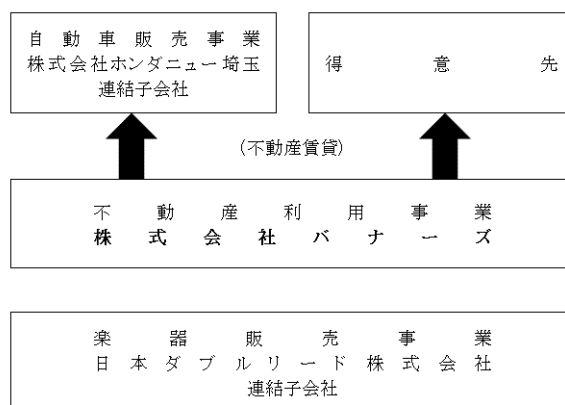 自動車販売事業
株式会社ホンダニュー埼玉
連結子会社
得意先
(不動産賃貸)
不動産利用事業
株式会社バナーズ
楽器販売事業
日本ダブルリード株式会社
連結子会社